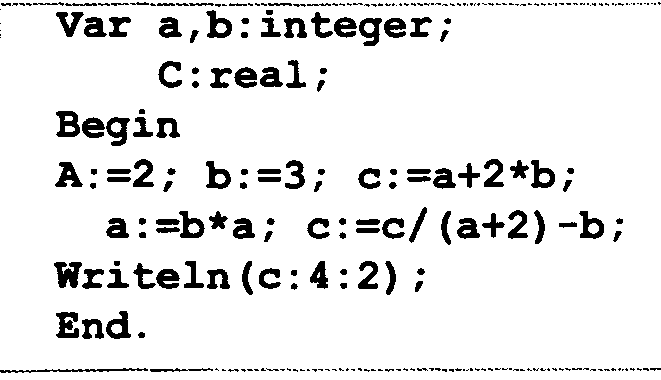 Var a,b:integer;
C:real;
Begin
A:=2; b:=3; c:=a+2*b;
a:=b*a; c:=c/(a+2)-b;
Writeln(c:4:2);
End.